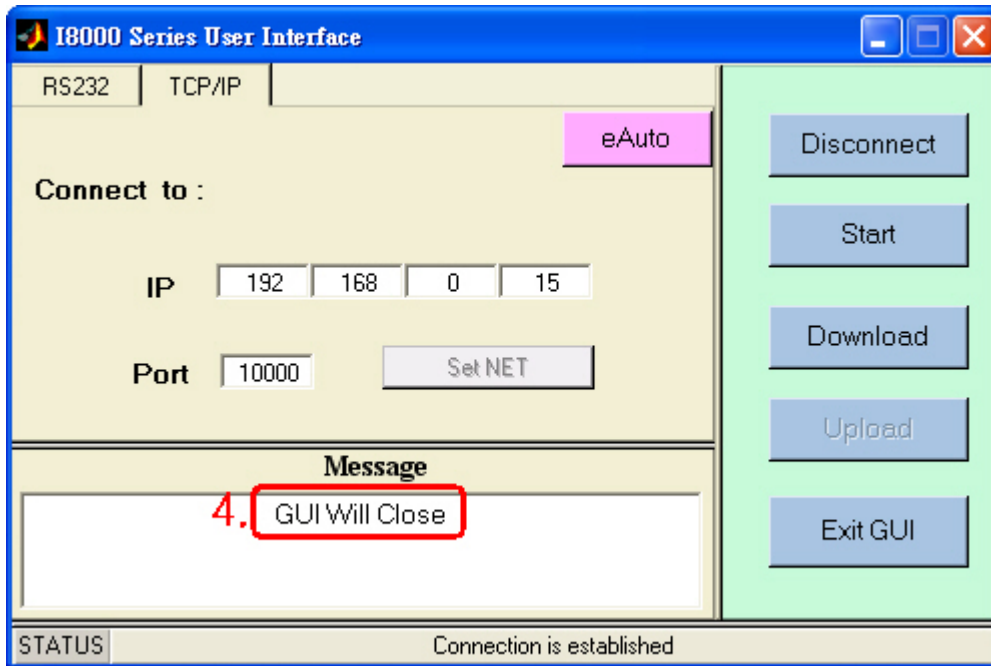 I8000 Series User Interface
RS232
TCP/IP
eAuto
Connect to :
IP 192 168 0 15
Port 10000 Set NET
Message
4. GUI Will Close
Disconnect
Start
Download
Upload
Exit GUI
STATUS Connection is established